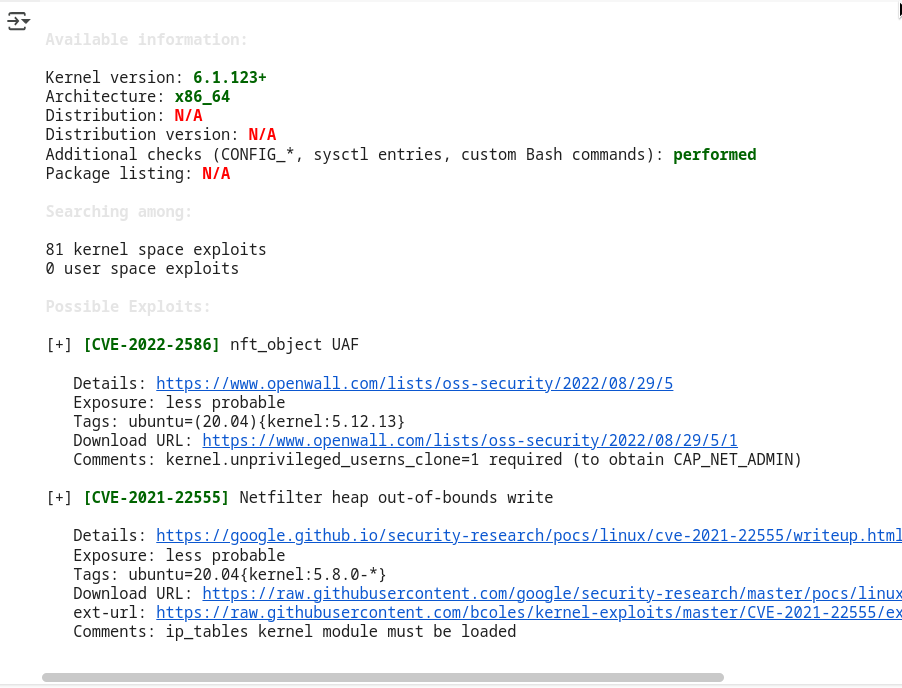 Available information:
Kernel version: 6.1.123+
Architecture: x86_64
Distribution: N/A
Distribution version: N/A
Additional checks (CONFIG_*, sysctl entries, custom Bash commands): performed
Package listing: N/A
Searching among:
81 kernel space exploits
0 user space exploits
Possible Exploits:
[+] [CVE-2022-2586] nft_object UAF
Details: https://www.openwall.com/lists/oss-security/2022/08/29/5
Exposure: less probable
Tags: ubuntu=(20.04){kernel:5.12.13}
Download URL: https://www.openwall.com/lists/oss-security/2022/08/29/5/1
Comments: kernel.unprivileged_userns_clone=1 required (to obtain CAP_NET_ADMIN)
[+] [CVE-2021-22555] Netfilter heap out-of-bounds write
Details: https://google.github.io/security-research/pocs/linux/cve-2021-22555/writeup.html
Exposure: less probable
Tags: ubuntu=20.04{kernel:5.8.0-*}
Download URL: https://raw.githubusercontent.com/google/security-research/master/pocs/linux
ext-url: https://raw.githubusercontent.com/bcoles/kernel-exploits/master/CVE-2021-22555/ex
Comments: ip_tables kernel module must be loaded